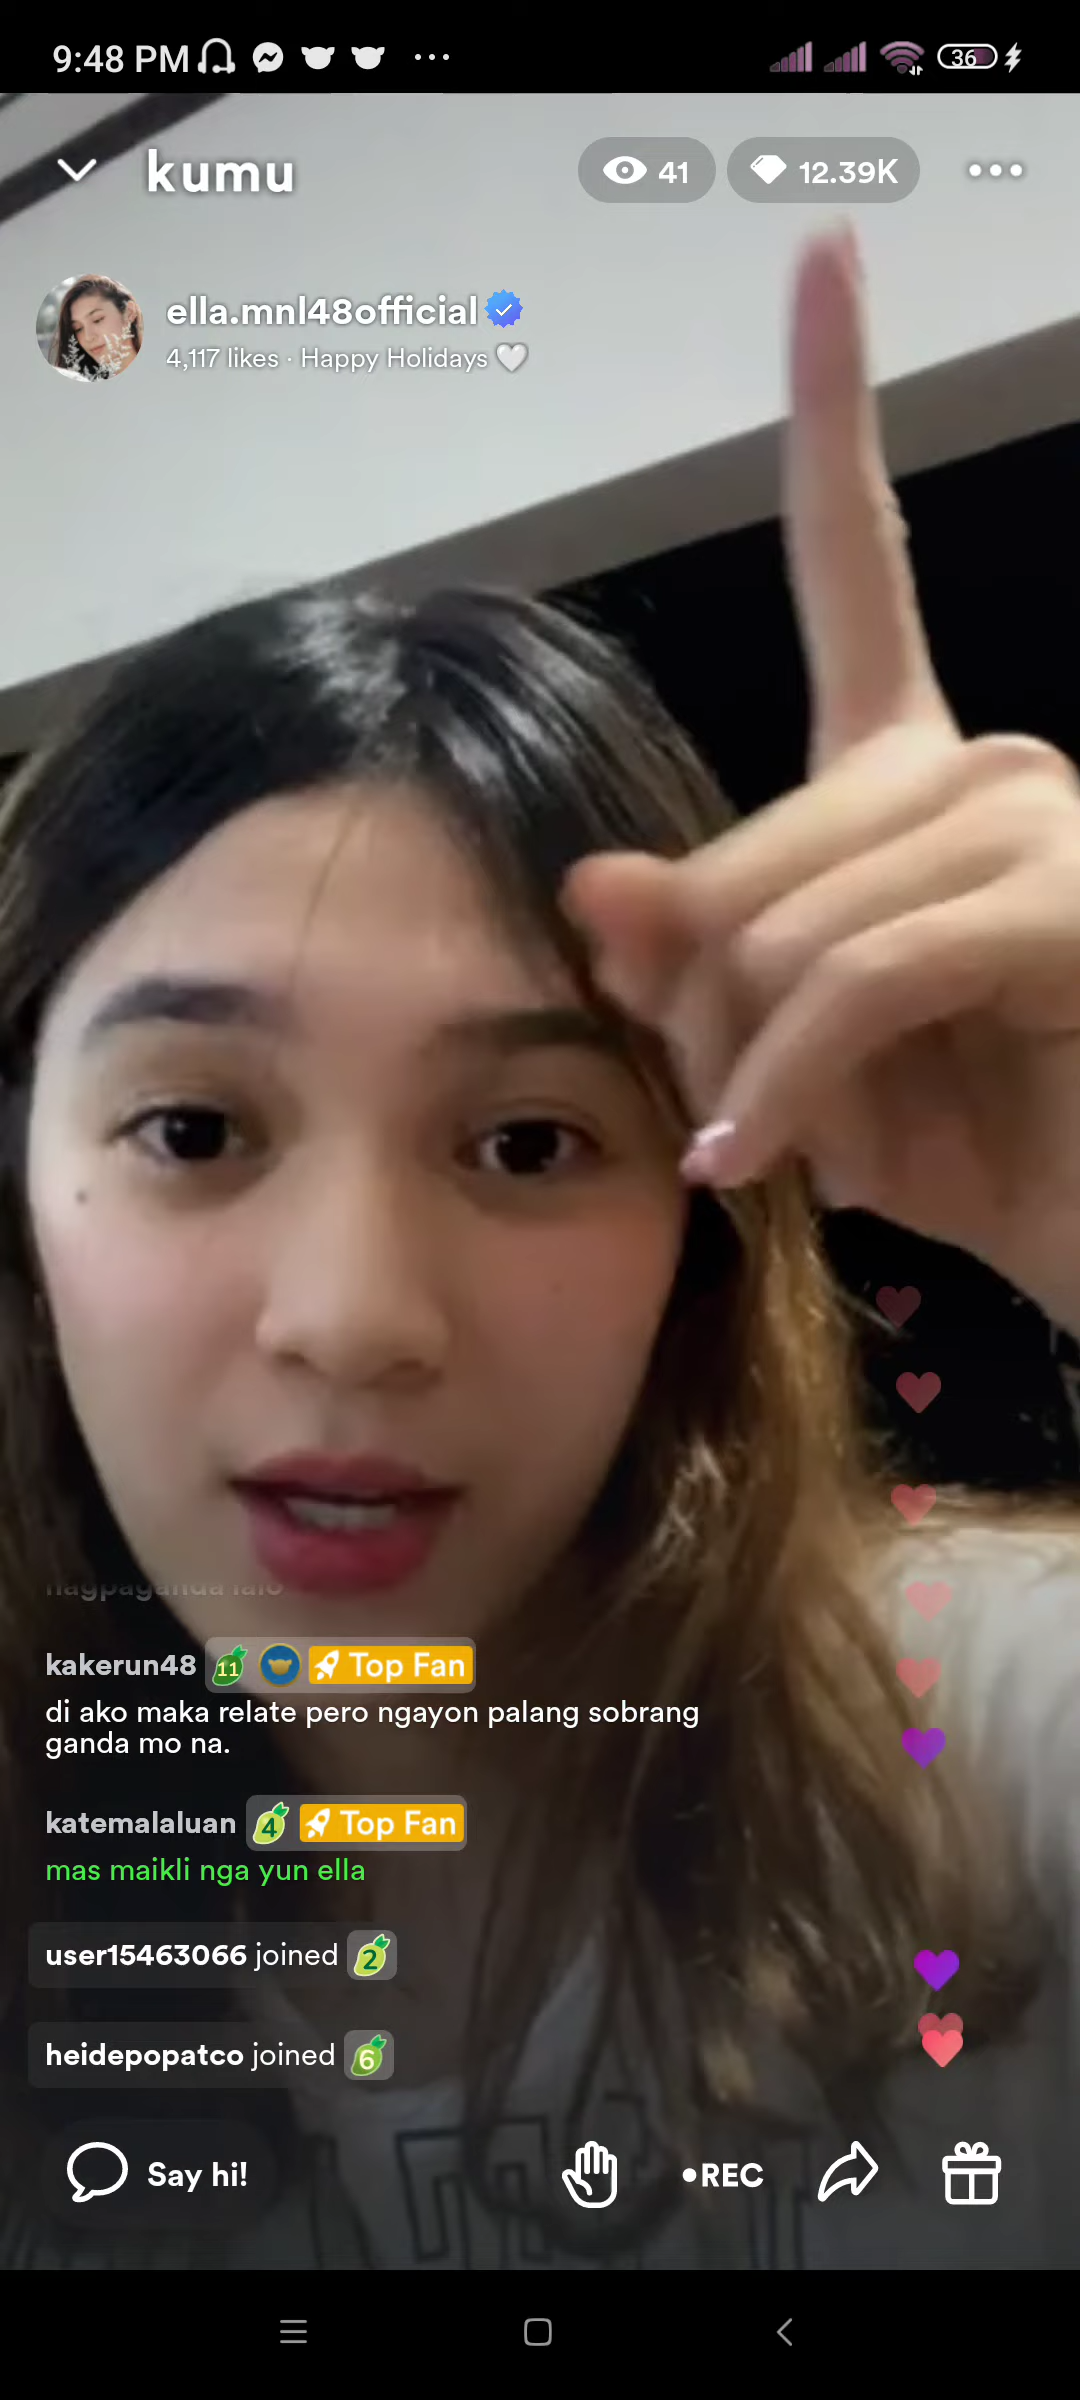 9:48 PM
36
kumu
41
12.39K
ella.mnl48official
4,117 likes · Happy Holidays 🤍
nagpaganda lalo
kakerun48 11 Top Fan
di ako maka relate pero ngayon palang sobrang
ganda mo na.
katemalaluan 4 Top Fan
mas maikli nga yun ella
user15463066 joined 2
heidepopatco joined 6
Say hi!
•REC